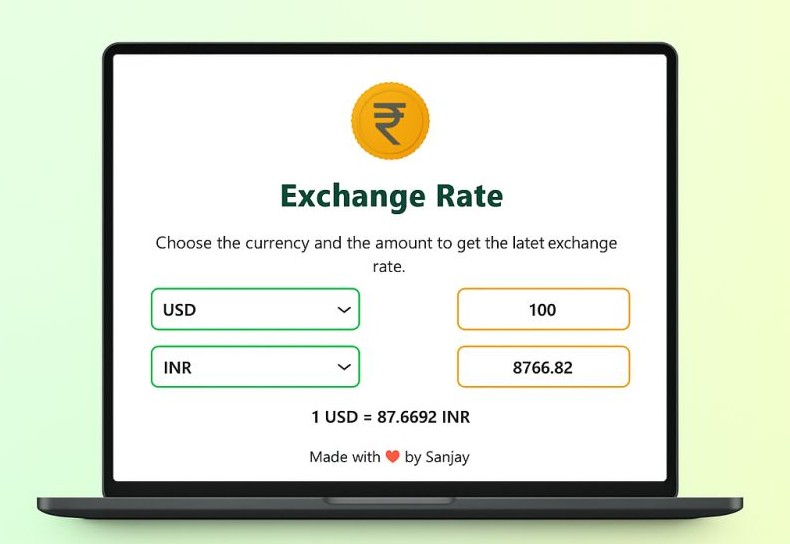 ₹
Exchange Rate
Choose the currency and the amount to get the latet exchange
rate.
USD 100
INR 8766.82
1 USD = 87.6692 INR
Made with ❤️ by Sanjay